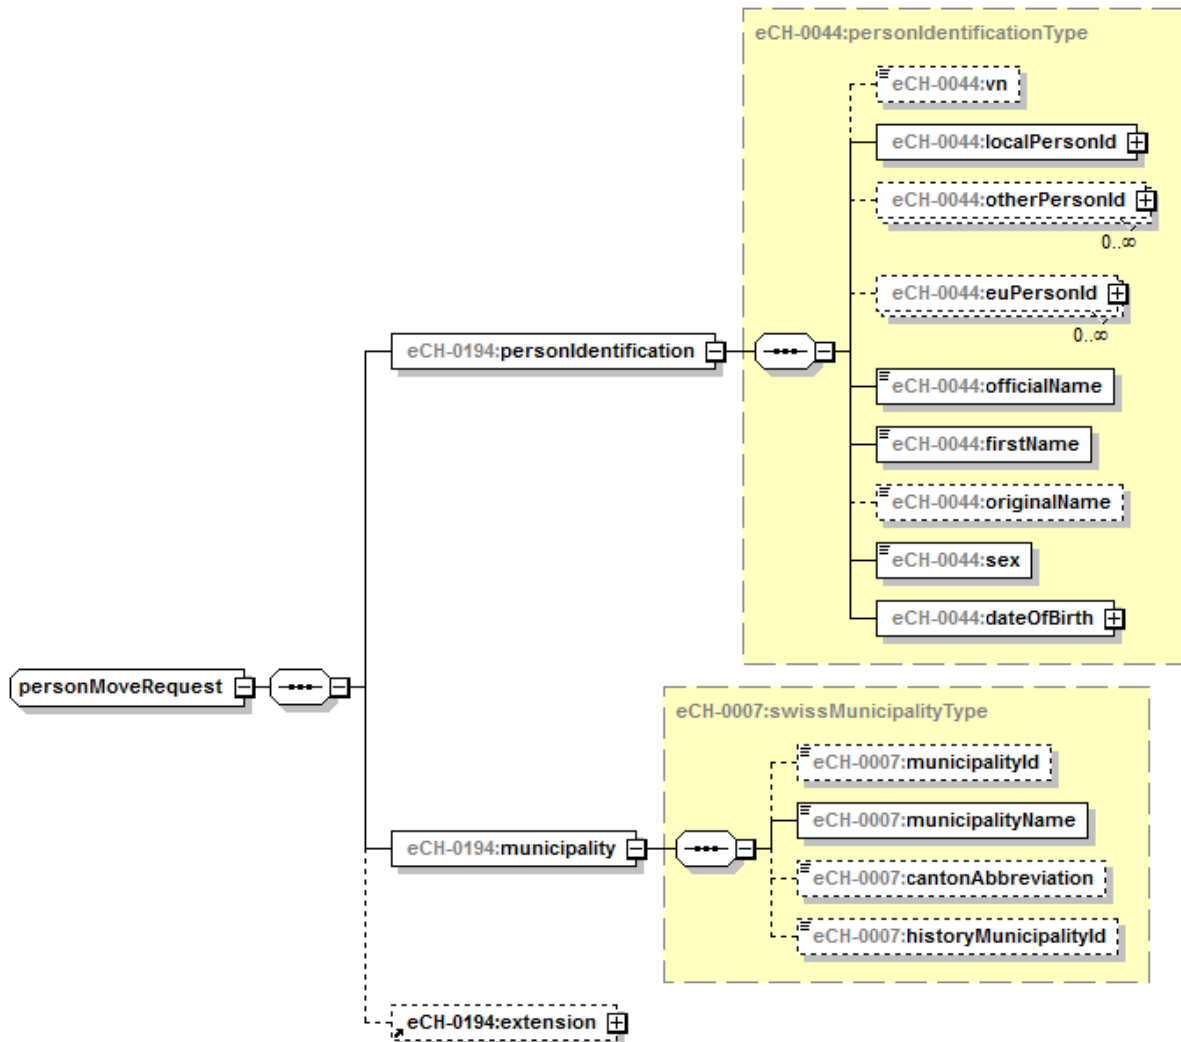 eCH-0044:personIdentificationType
eCH-0044:vn
eCH-0044:localPersonId
eCH-0044:otherPersonId
0..∞
eCH-0044:euPersonId
0..∞
eCH-0194:personIdentification
eCH-0044:officialName
eCH-0044:firstName
eCH-0044:originalName
eCH-0044:sex
eCH-0044:dateOfBirth
personMoveRequest
eCH-0007:swissMunicipalityType
eCH-0007:municipalityId
eCH-0007:municipalityName
eCH-0194:municipality
eCH-0007:cantonAbbreviation
eCH-0007:historyMunicipalityId
eCH-0194:extension